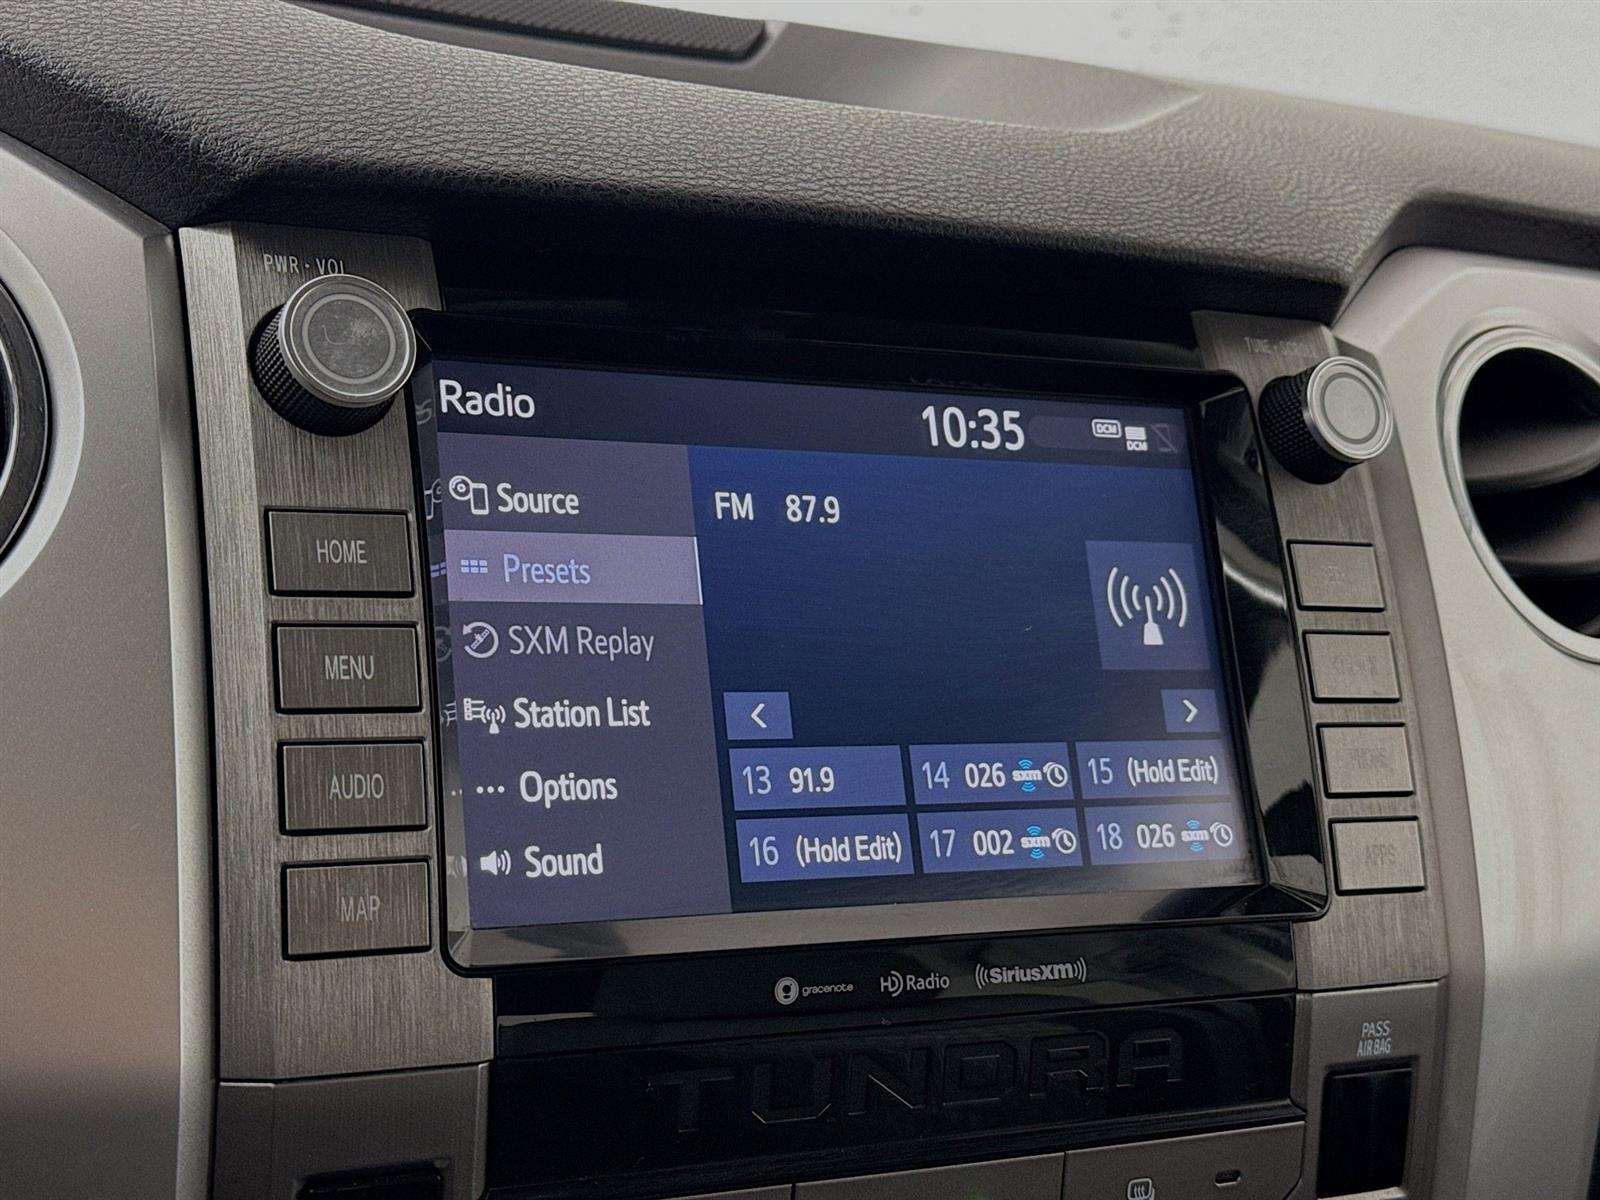 PWR · VOL
Radio
10:35
DCM
DCM
Source
FM 87.9
Presets
HOME
SXM Replay
MENU
Station List
13 91.9
14 026 sxm
15 (Hold Edit)
AUDIO
Options
16 (Hold Edit)
17 002 sxm
18 026 sxm
Sound
APPS
MAP
gracenote
HD Radio
SiriusXM
PASS
AIR BAG
TUNDRA